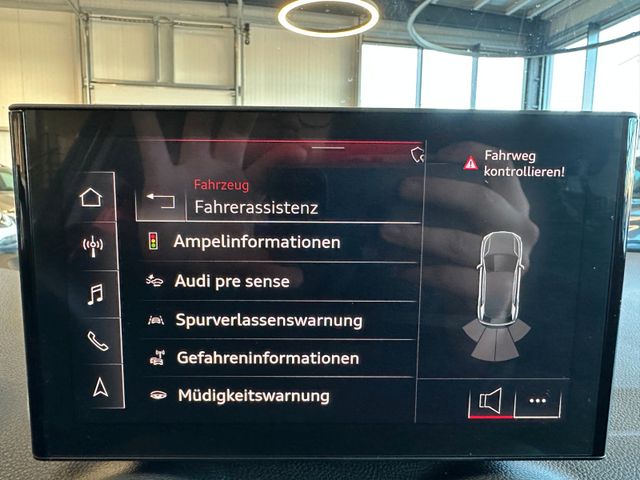 Fahrzeug
Fahrerassistenz
Ampelinformationen
Audi pre sense
Spurverlassenswarnung
Gefahreninformationen
Müdigkeitswarnung
Fahrweg
kontrollieren!